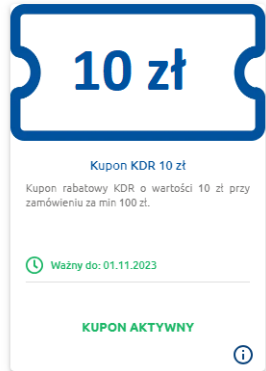 10 zł
Kupon KDR 10 zł
Kupon rabatowy KDR o wartości 10 zł przy
zamówieniu za min 100 zł.
Ważny do: 01.11.2023
KUPON AKTYWNY